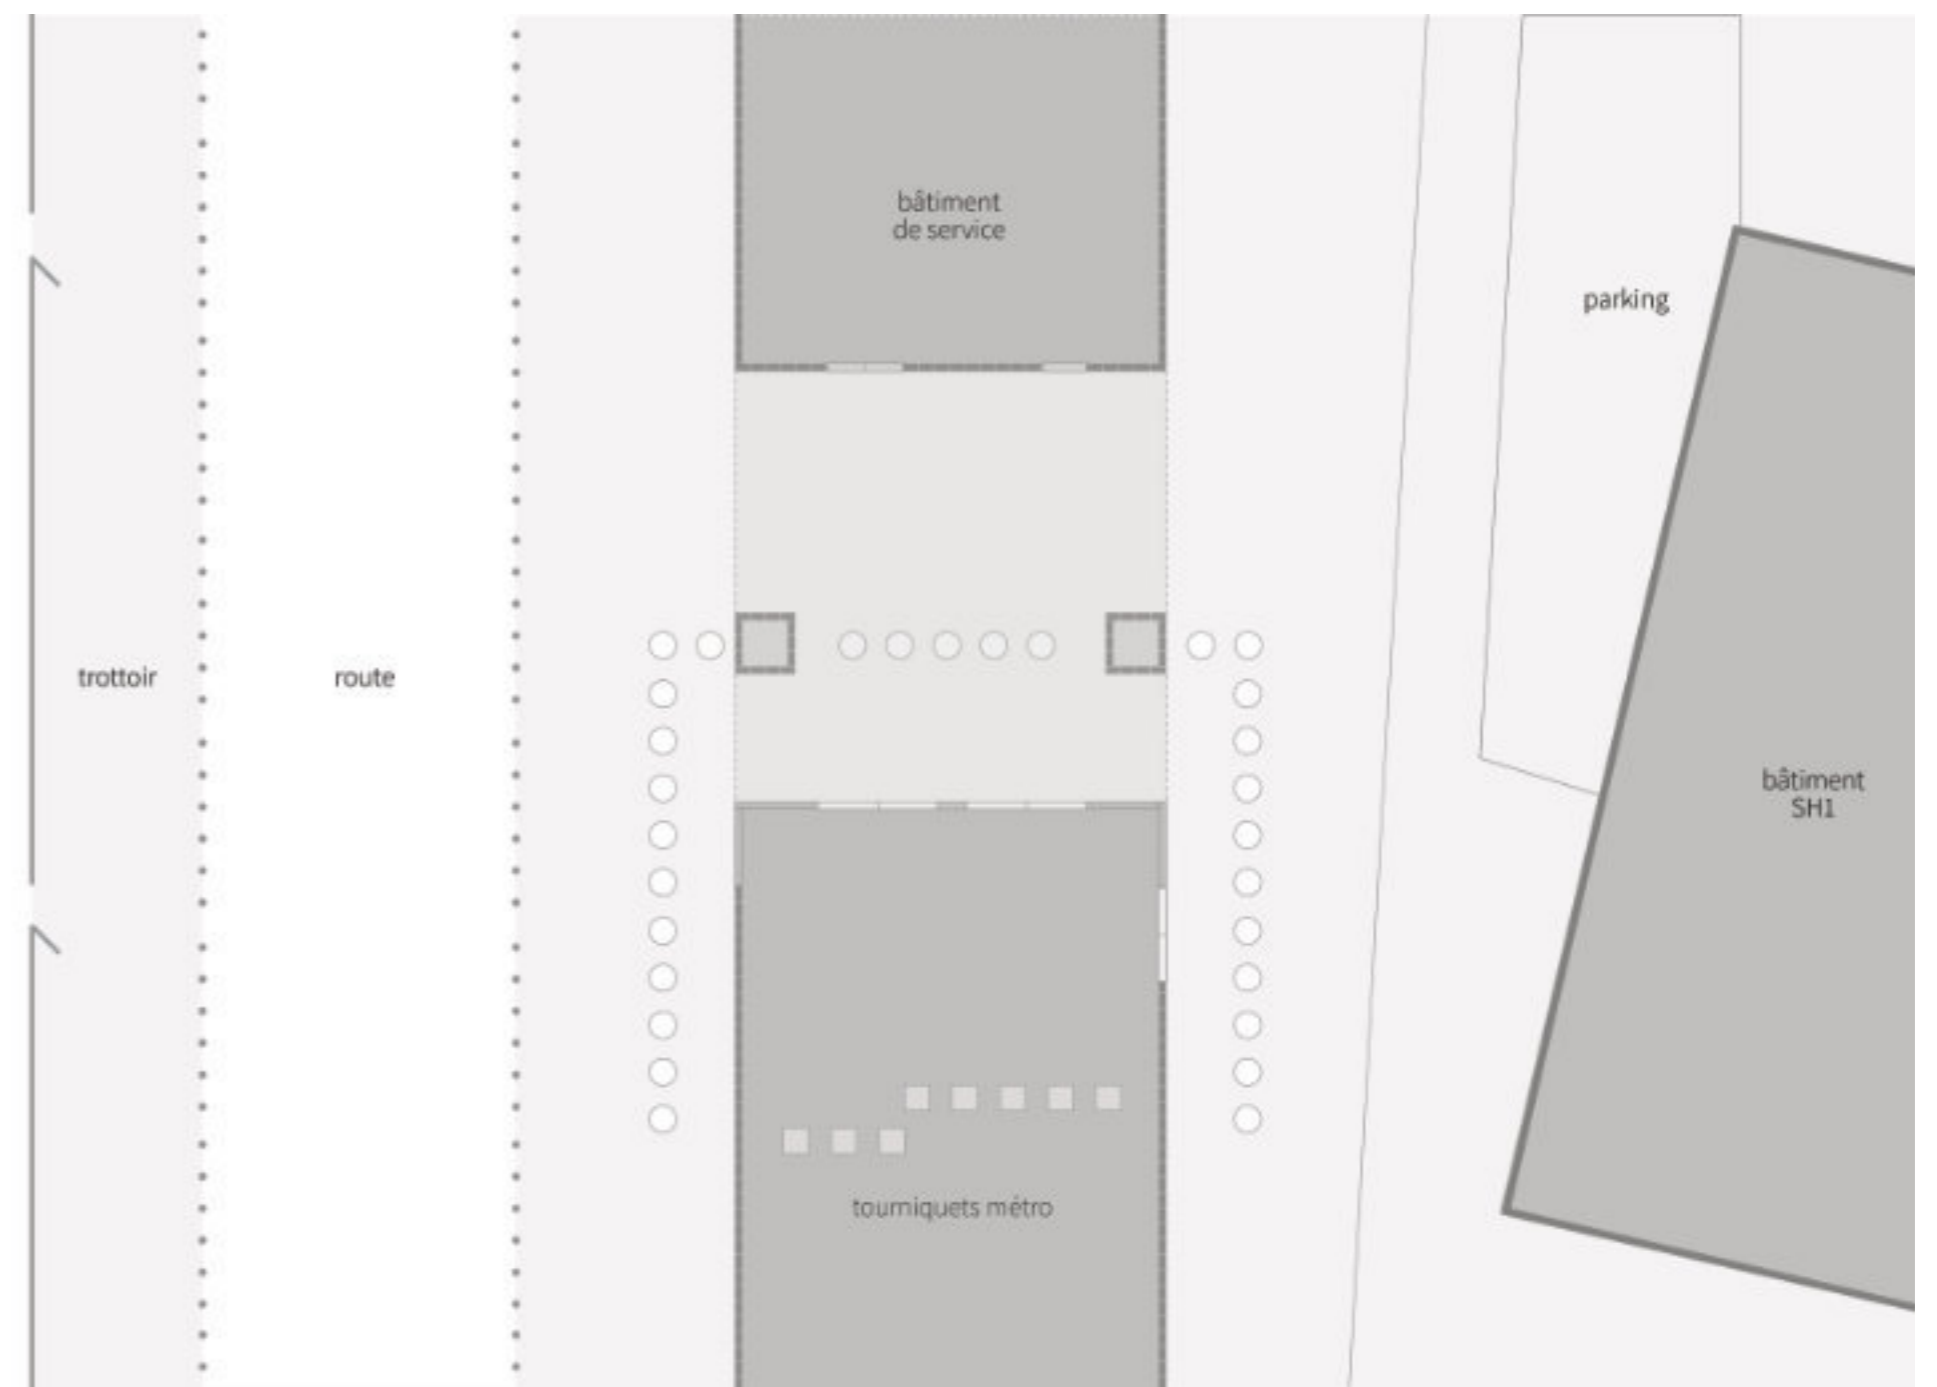 bâtiment
de service
parking
trottoir
route
bâtiment
SH1
tourniquets métro